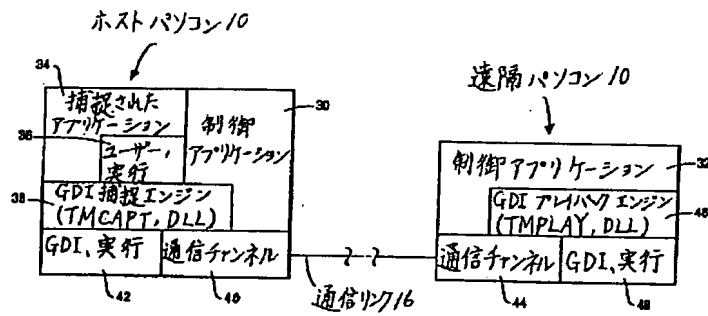 ホストパソコン10
34
捕捉された
アプリケーション
36
ユーザー、
実行
30
制御
アプリケーション
38
GDI捕捉エンジン
(TMCAPT, DLL)
GDI、実行
通信チャンネル
42
40
通信リンク16
遠隔パソコン10
制御アプリケーション
32
GDIプレイバックエンジン
(TMPLAY, DLL)
46
通信チャンネル
GDI、実行
44
48